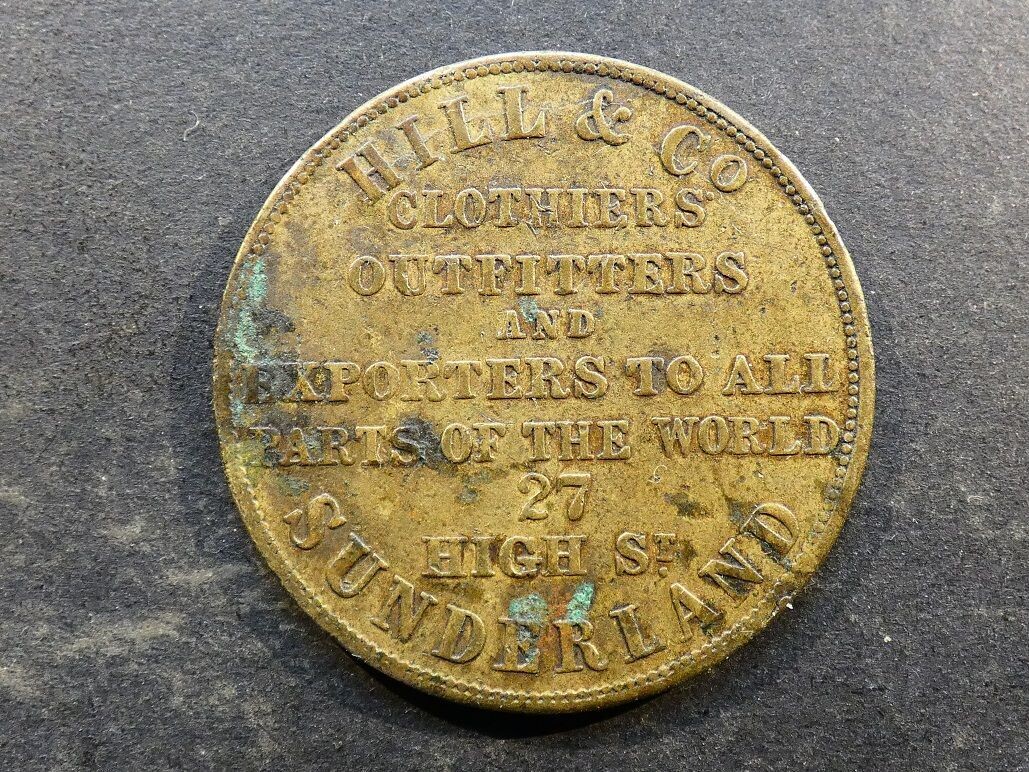 HILL & CO
CLOTHIERS
OUTFITTERS
AND
EXPORTERS TO ALL
PARTS OF THE WORLD
27
HIGH ST.
SUNDERLAND